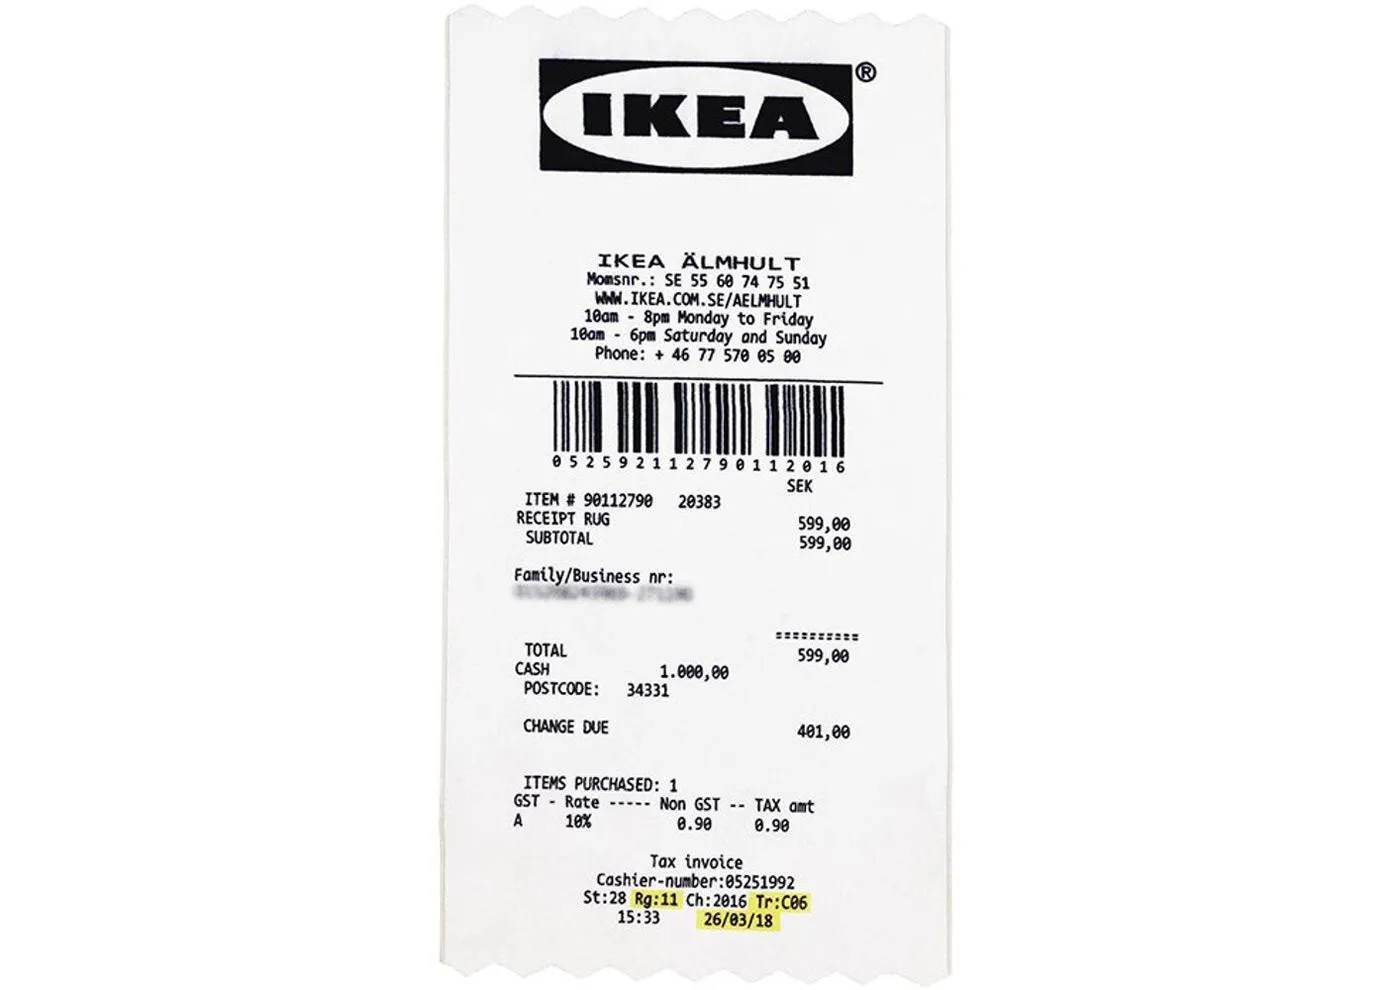 IKEA®
IKEA ÄLMHULT
Momsnr.: SE 55 60 74 75 51
WWW.IKEA.COM.SE/AELMHULT
10am - 8pm Monday to Friday
10am - 6pm Saturday and Sunday
Phone: + 46 77 570 05 00
05259211279011 2016
SEK
ITEM # 90112790 20383
RECEIPT RUG 599,00
SUBTOTAL 599,00
Family/Business nr:
==========
TOTAL 599,00
CASH 1.000,00
POSTCODE: 34331
CHANGE DUE 401,00
ITEMS PURCHASED: 1
GST - Rate ----- Non GST -- TAX amt
A 10% 0.90 0.90
Tax invoice
Cashier-number:05251992
St:28 Rg:11 Ch:2016 Tr:C06
15:33 26/03/18